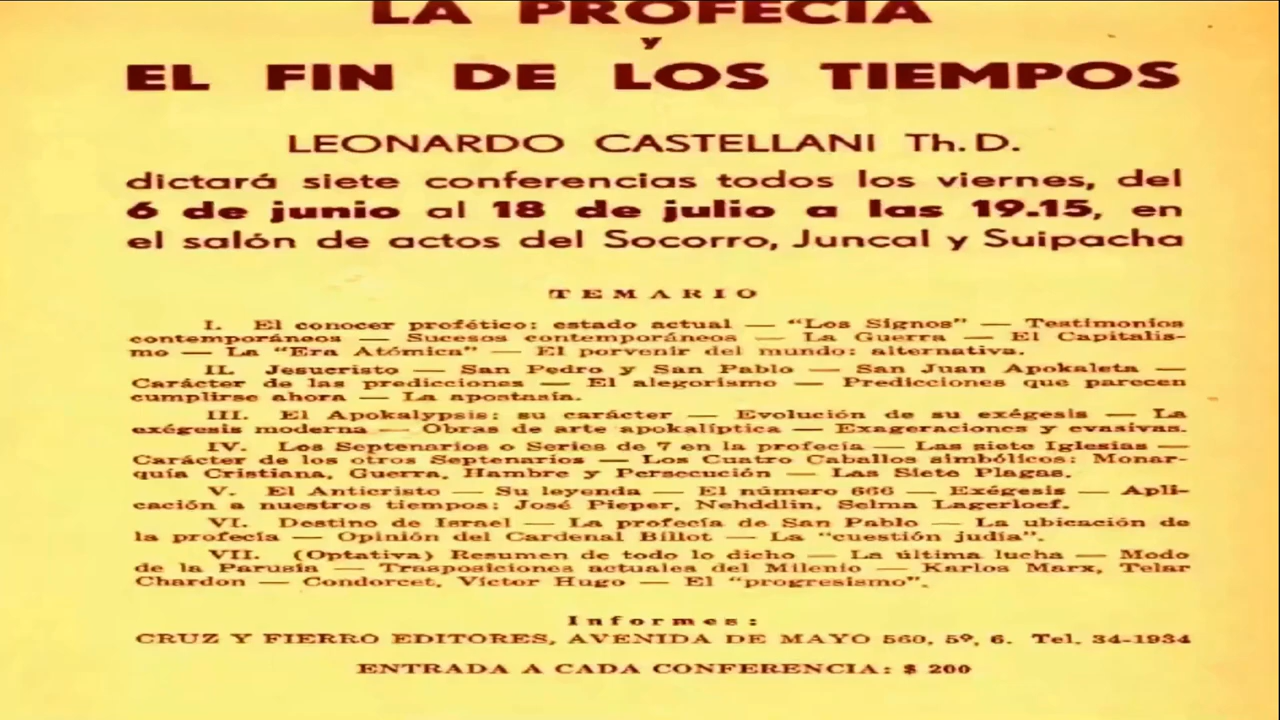 LA PROFECIA
y
EL FIN DE LOS TIEMPOS
LEONARDO CASTELLANI Th. D.
dictará siete conferencias todos los viernes, del
6 de junio al 18 de julio a las 19.15, en
el salón de actos del Socorro, Juncal y Suipacha
TEMARIO
I. El conocer profético: estado actual — "Los Signos" — Testimonios
contemporáneos — Sucesos contemporáneos — La Guerra — El Capitalis-
mo — La "Era Atómica" — El porvenir del mundo: alternativa.
II. Jesucristo — San Pedro y San Pablo — San Juan Apokaleta —
Carácter de las predicciones — El alegorismo — Predicciones que parecen
cumplirse ahora — La apostasía.
III. El Apokalypsis: su carácter — Evolución de su exégesis — La
exégesis moderna — Obras de arte apokalíptica — Exageraciones y evasivas.
IV. Los Septenarios o Series de 7 en la profecía — Las siete Iglesias —
Carácter de los otros Septenarios — Los Cuatro Caballos simbólicos: Monar-
quía Cristiana, Guerra, Hambre y Persecución — Las Siete Plagas.
V. El Anticristo — Su leyenda — El número 666 — Exégesis — Apli-
cación a nuestros tiempos: José Pieper, Nehddlin, Selma Lagerloef.
VI. Destino de Israel — La profecía de San Pablo — La ubicación de
la profecía — Opinión del Cardenal Billot — La "cuestión judía".
VII. (Optativa) Resumen de todo lo dicho — La última lucha — Modo
de la Parusía — Trasposiciones actuales del Milenio — Karlos Marx, Telar
Chardon — Condorcet, Víctor Hugo — El "progresismo".
Informes:
CRUZ Y FIERRO EDITORES, AVENIDA DE MAYO 560, 5º, 6. Tel. 34-1934
ENTRADA A CADA CONFERENCIA: $ 200